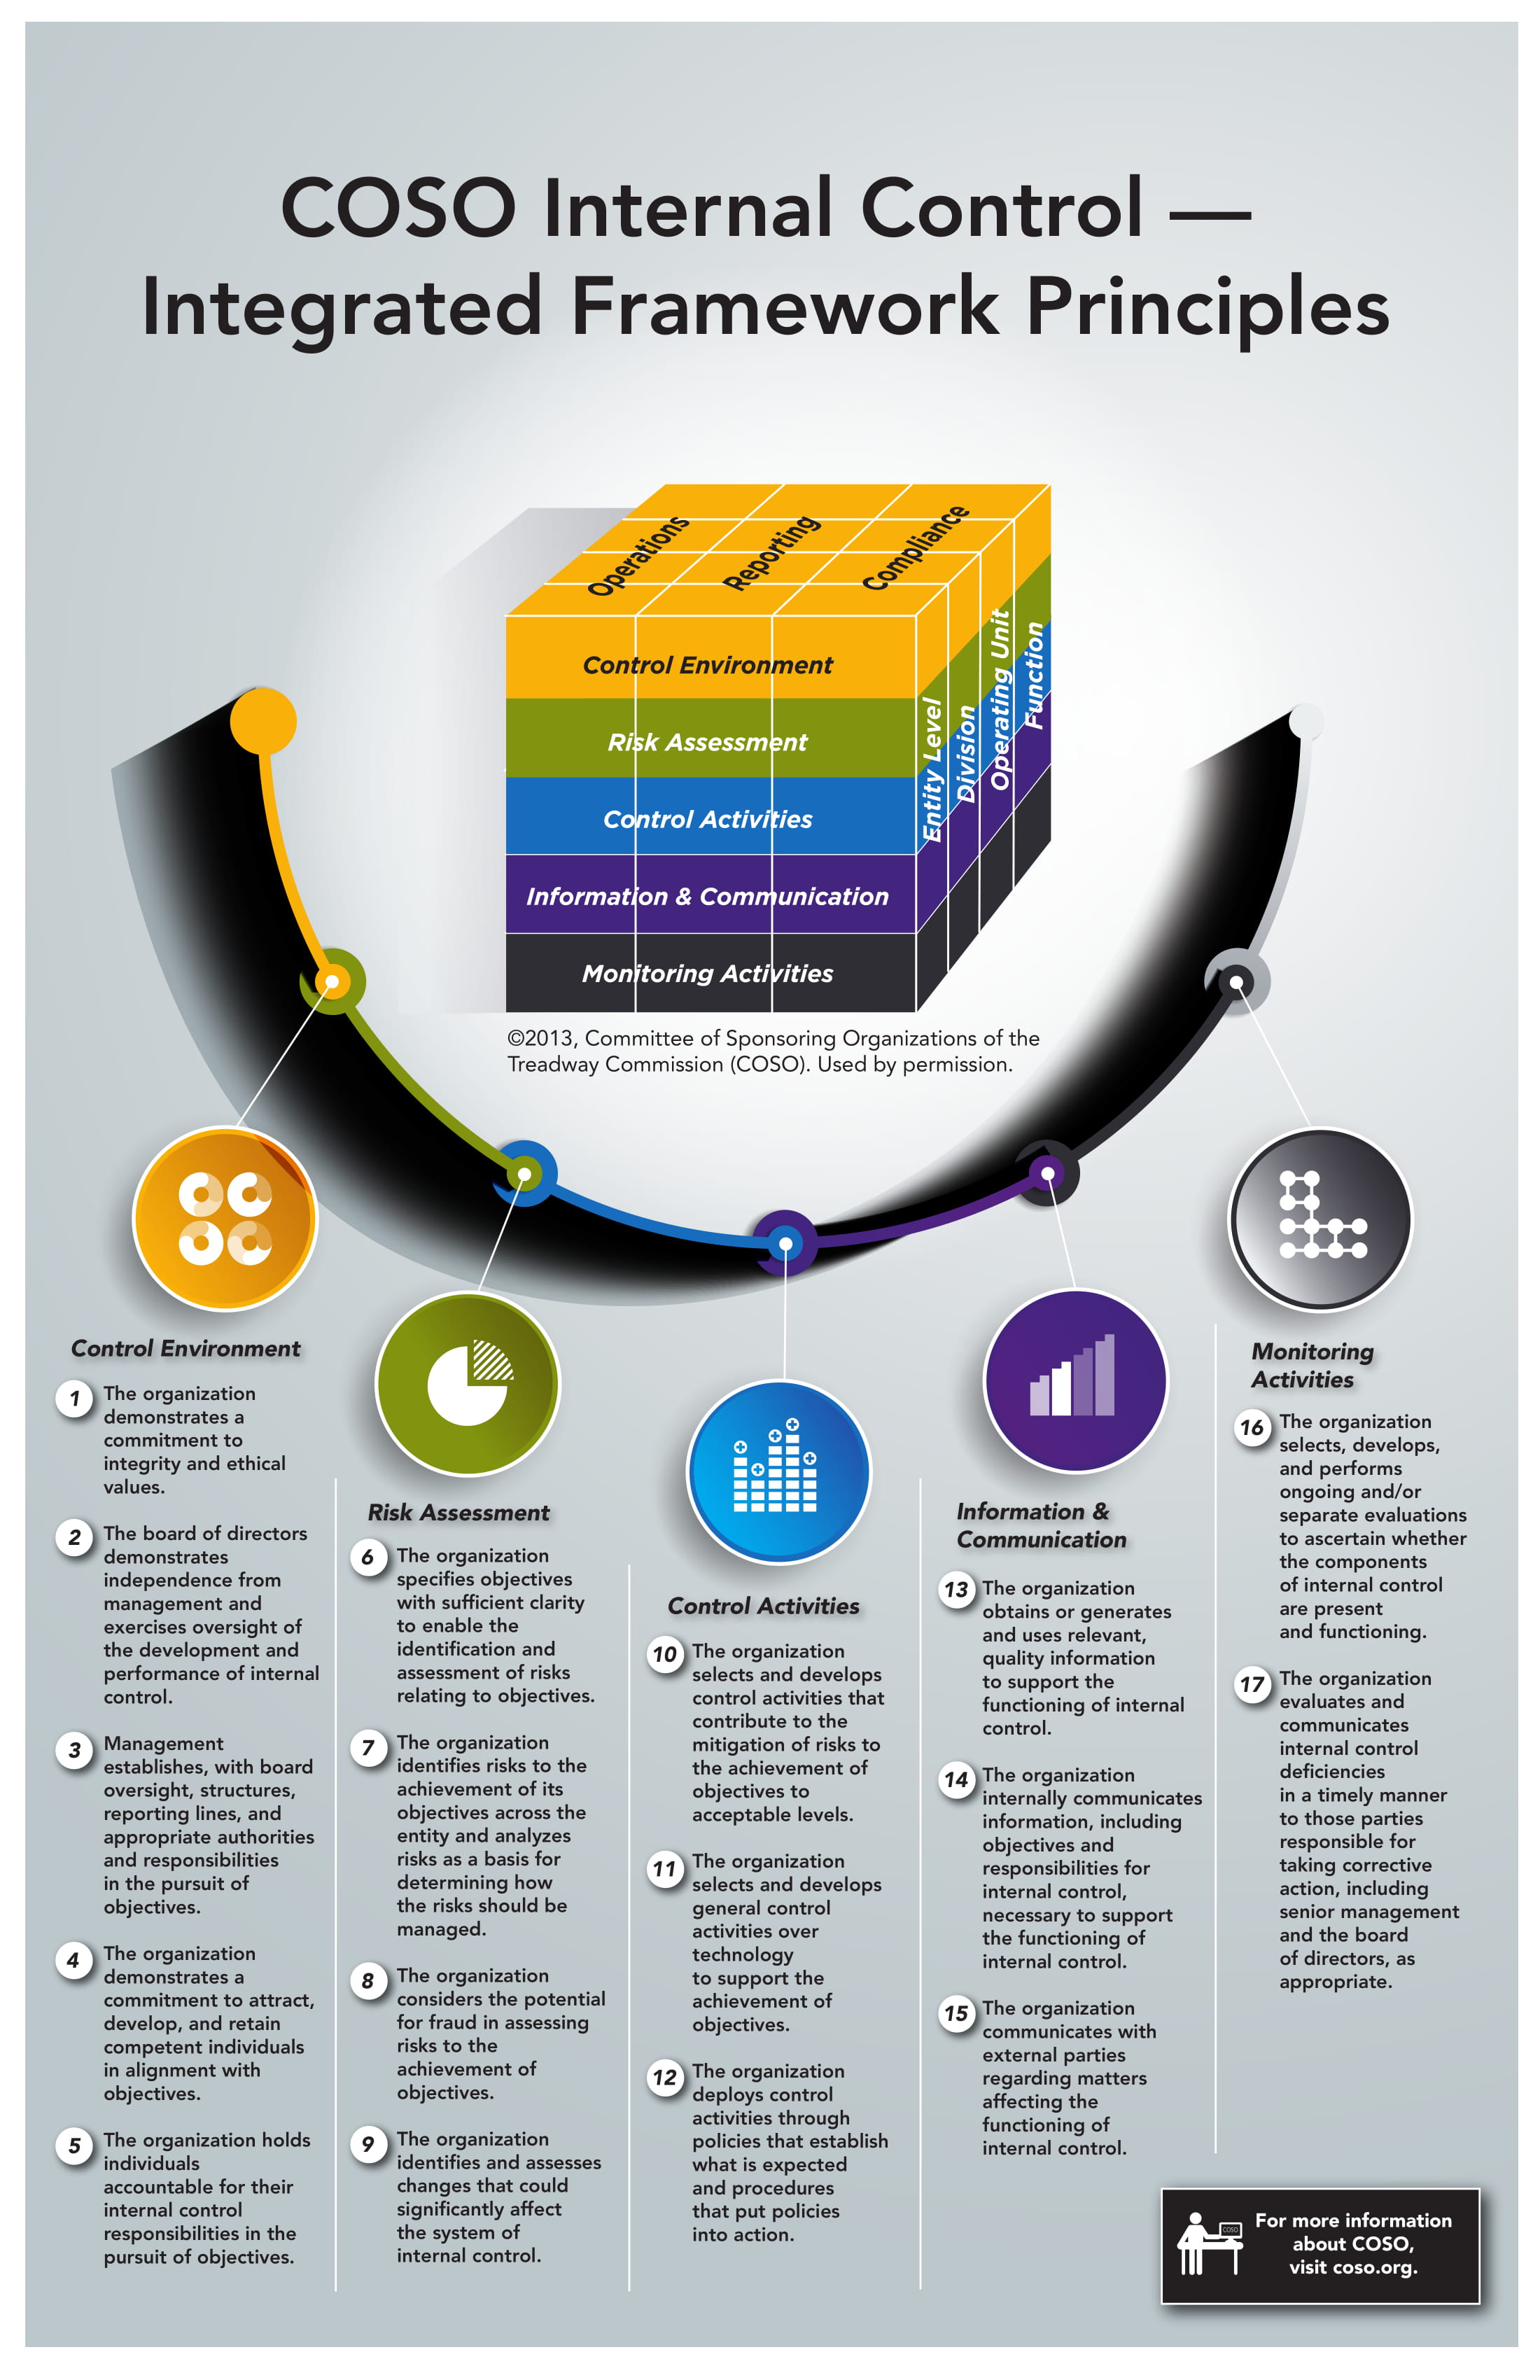 COSO Internal Control —
Integrated Framework Principles
Operations
Reporting
Compliance
Control Environment
Risk Assessment
Control Activities
Information & Communication
Monitoring Activities
Entity Level
Division
Operating Unit
Function
©2013, Committee of Sponsoring Organizations of the
Treadway Commission (COSO). Used by permission.
Control Environment
1 The organization
demonstrates a
commitment to
integrity and ethical
values.
2 The board of directors
demonstrates
independence from
management and
exercises oversight of
the development and
performance of internal
control.
3 Management
establishes, with board
oversight, structures,
reporting lines, and
appropriate authorities
and responsibilities
in the pursuit of
objectives.
4 The organization
demonstrates a
commitment to attract,
develop, and retain
competent individuals
in alignment with
objectives.
5 The organization holds
individuals
accountable for their
internal control
responsibilities in the
pursuit of objectives.
Risk Assessment
6 The organization
specifies objectives
with sufficient clarity
to enable the
identification and
assessment of risks
relating to objectives.
7 The organization
identifies risks to the
achievement of its
objectives across the
entity and analyzes
risks as a basis for
determining how
the risks should be
managed.
8 The organization
considers the potential
for fraud in assessing
risks to the
achievement of
objectives.
9 The organization
identifies and assesses
changes that could
significantly affect
the system of
internal control.
Control Activities
10 The organization
selects and develops
control activities that
contribute to the
mitigation of risks to
the achievement of
objectives to
acceptable levels.
11 The organization
selects and develops
general control
activities over
technology
to support the
achievement of
objectives.
12 The organization
deploys control
activities through
policies that establish
what is expected
and procedures
that put policies
into action.
Information &
Communication
13 The organization
obtains or generates
and uses relevant,
quality information
to support the
functioning of internal
control.
14 The organization
internally communicates
information, including
objectives and
responsibilities for
internal control,
necessary to support
the functioning of
internal control.
15 The organization
communicates with
external parties
regarding matters
affecting the
functioning of
internal control.
Monitoring
Activities
16 The organization
selects, develops,
and performs
ongoing and/or
separate evaluations
to ascertain whether
the components
of internal control
are present
and functioning.
17 The organization
evaluates and
communicates
internal control
deficiencies
in a timely manner
to those parties
responsible for
taking corrective
action, including
senior management
and the board
of directors, as
appropriate.
COSO
For more information
about COSO,
visit coso.org.